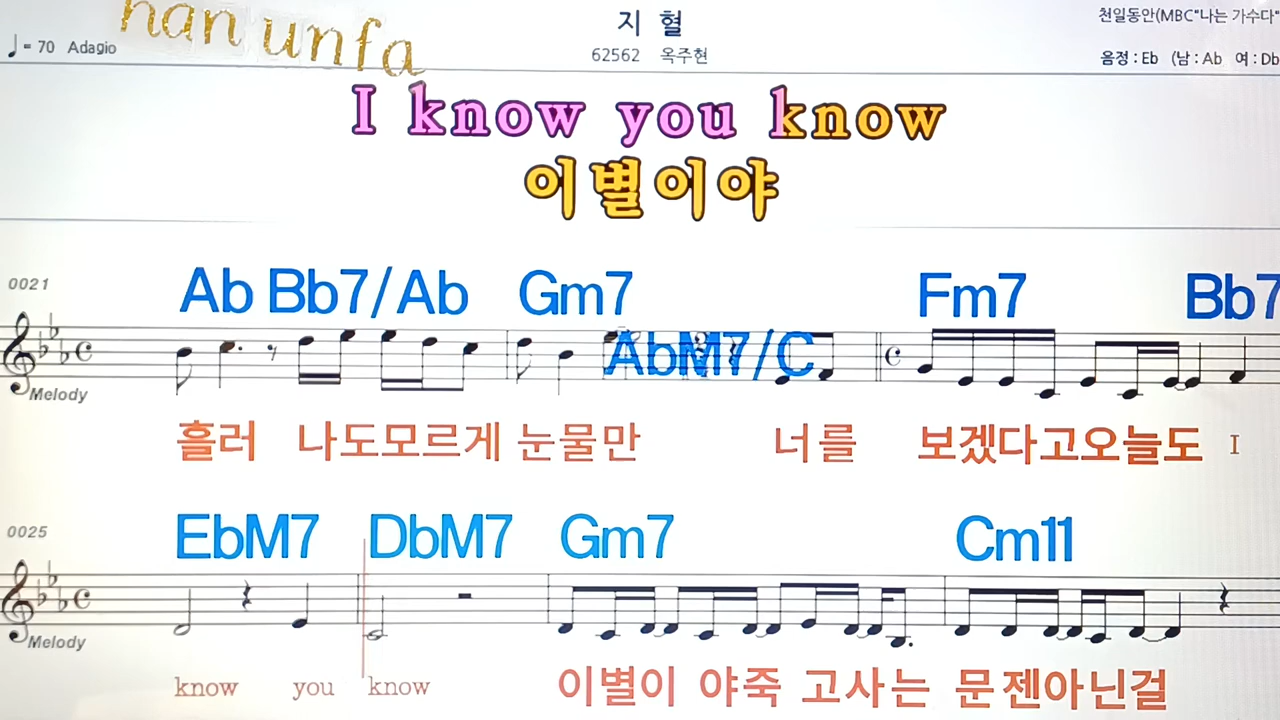 han unfa
지 혈
천일동안(MBC"나는 가수다"
♩= 70 Adagio
62562 옥주현
음정 : Eb (남 : Ab 여 : Db
I know you know
이별이야
0021
Ab Bb7/Ab Gm7 AbM7/C Fm7 Bb7
Melody
흘러 나도모르게 눈물만 너를 보겠다고오늘도 I
0025
EbM7 DbM7 Gm7 Cm11
Melody
know you know 이별이 야죽 고사는 문젠아닌걸